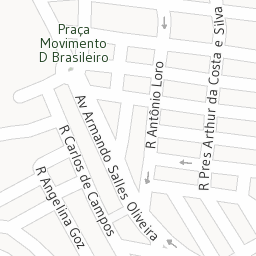 Praça
Movimento
D Brasileiro
Av Armando Salles Oliveira
R Carlos de Campos
R Angelina Goz
R Antônio Loro
R Pres Arthur da Costa e Silva